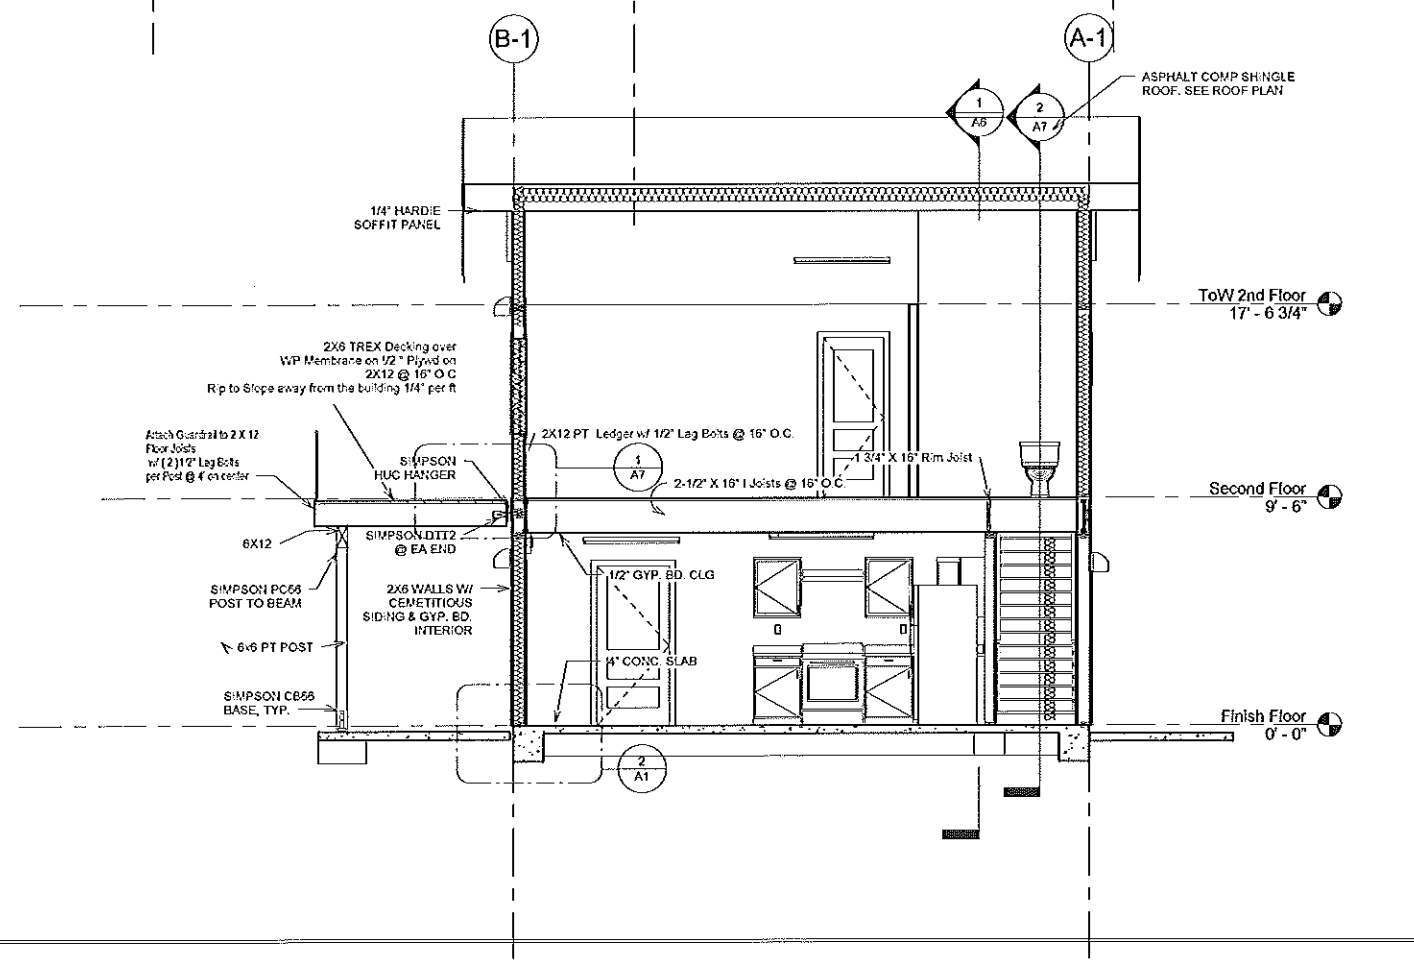 B-1
A-1
ASPHALT COMP SHINGLE
ROOF. SEE ROOF PLAN
1
A6
2
A7
1/4" HARDIE
SOFFIT PANEL
ToW 2nd Floor
17' - 6 3/4"
2X6 TREX Decking over
WP Membrane on 1/2 " Plywd on
2X12 @ 16" O.C
Rip to Slope away from the building 1/4" per ft
Attach Guardrail to 2 X 12
Floor Joists
w/ ( 2 ) 1/2" Lag Bolts
per Post @ 4' on center
2X12 PT Ledger w/ 1/2" Lag Bolts @ 16" O.C.
SIMPSON
HUC HANGER
1
A7
1 3/4" X 16" Rim Joist
2-1/2" X 16" I Joists @ 16" O.C.
Second Floor
9' - 6"
6X12
SIMPSON DTT2
@ EA END
SIMPSON PC66
POST TO BEAM
2X6 WALLS W/
CEMETITIOUS
SIDING & GYP. BD.
INTERIOR
1/2" GYP. BD. CLG
6x6 PT POST
4" CONC. SLAB
SIMPSON CB66
BASE, TYP.
Finish Floor
0' - 0"
2
A1